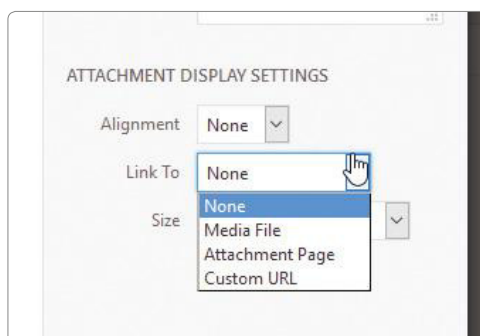 ATTACHMENT DISPLAY SETTINGS
Alignment None
Link To None
None
Size
Media File
Attachment Page
Custom URL